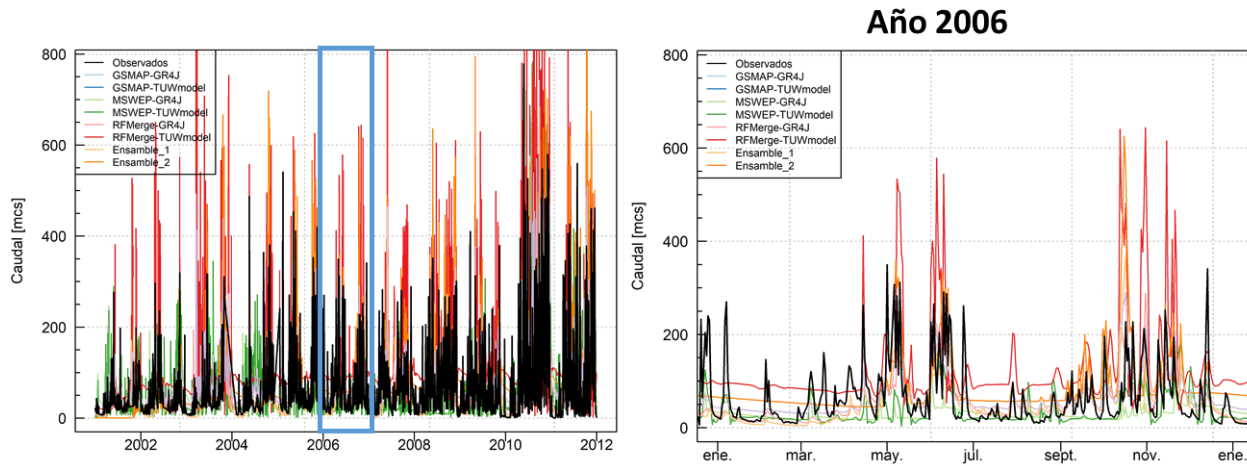 Año 2006
800
600
400
200
0
Caudal [mcs]
Observados
GSMAP-GR4J
GSMAP-TUWmodel
MSWEP-GR4J
MSWEP-TUWmodel
RFMerge-GR4J
RFMerge-TUWmodel
Ensamble_1
Ensamble_2
2002 2004 2006 2008 2010 2012
800
600
400
200
0
Caudal [mcs]
Observados
GSMAP-GR4J
GSMAP-TUWmodel
MSWEP-GR4J
MSWEP-TUWmodel
RFMerge-GR4J
RFMerge-TUWmodel
Ensamble_1
Ensamble_2
ene. mar. may. jul. sept. nov. ene.